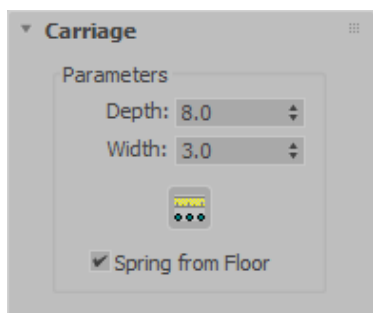 Carriage
Parameters
Depth: 8.0
Width: 3.0
Spring from Floor